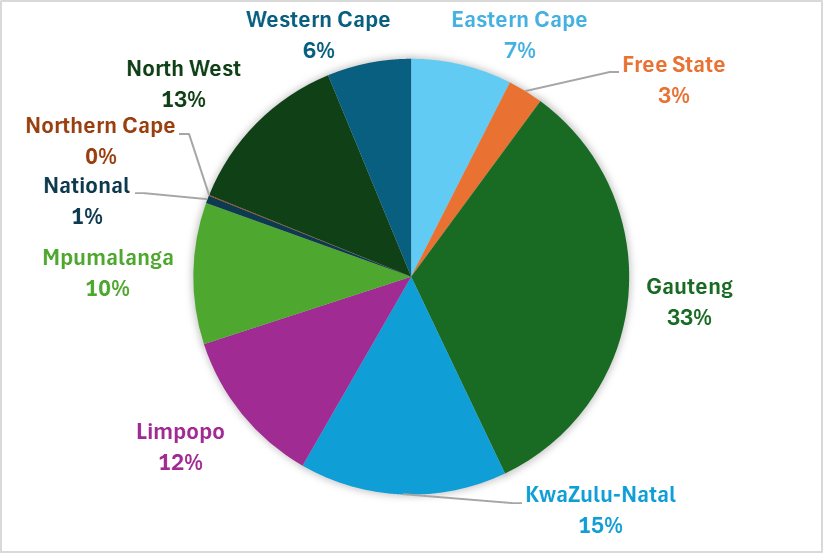 Western Cape
6%
Eastern Cape
7%
Free State
3%
North West
13%
Northern Cape
0%
National
1%
Mpumalanga
10%
Gauteng
33%
Limpopo
12%
KwaZulu-Natal
15%